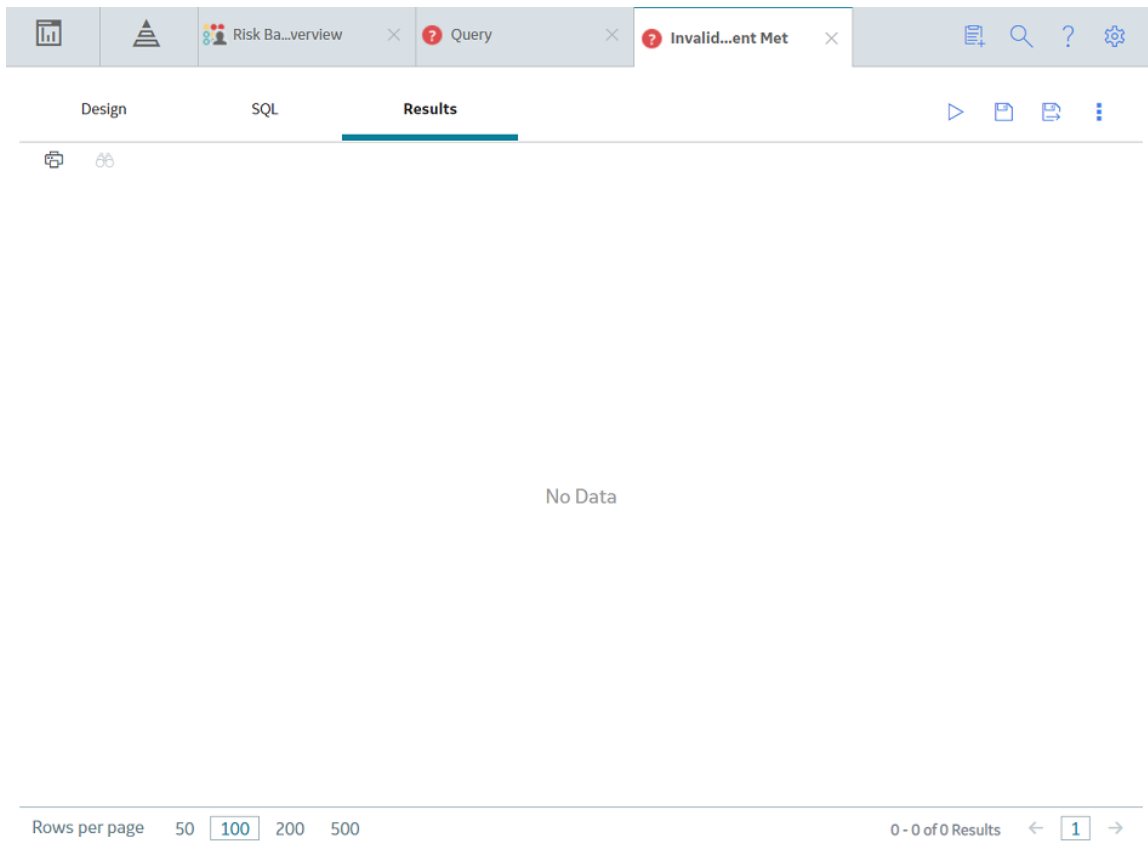 Risk Ba...verview
Query
Invalid...ent Met
Design SQL Results
No Data
Rows per page 50 100 200 500 0 - 0 of 0 Results 1